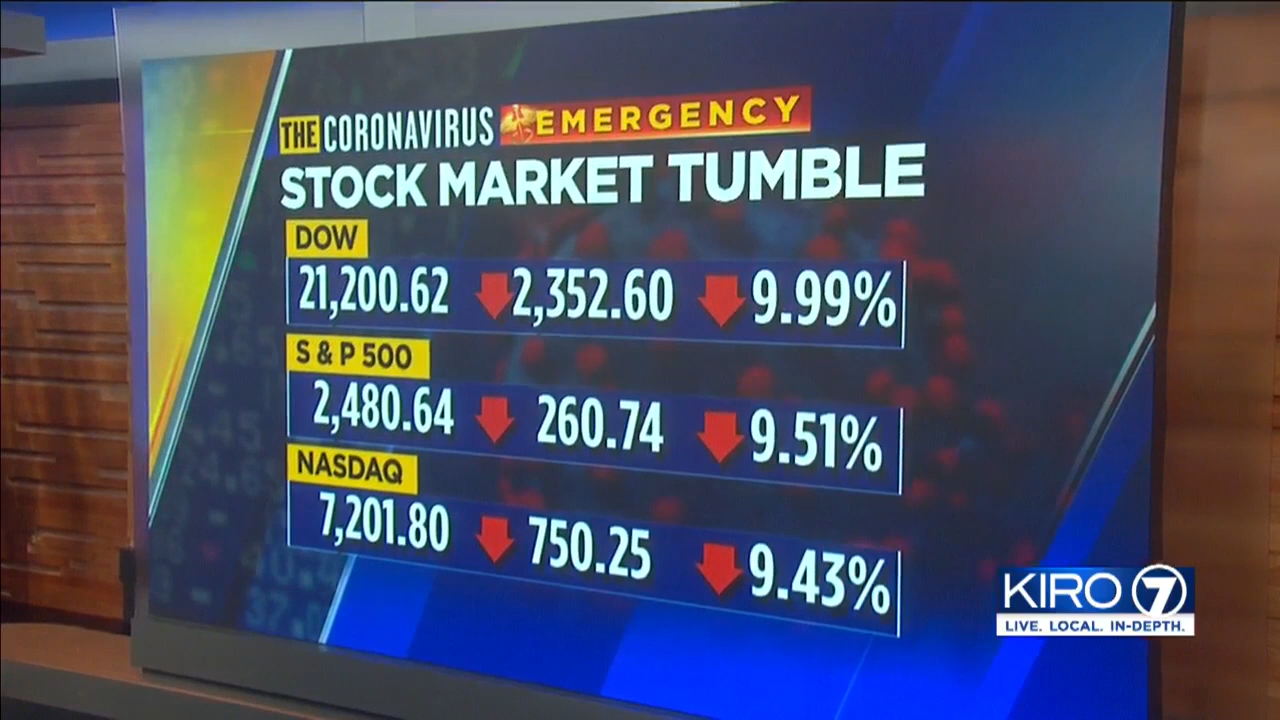 THE CORONAVIRUS EMERGENCY
STOCK MARKET TUMBLE
DOW
21,200.62 2,352.60 9.99%
S & P 500
2,480.64 260.74 9.51%
NASDAQ
7,201.80 750.25 9.43%
KIRO 7
LIVE. LOCAL. IN-DEPTH.